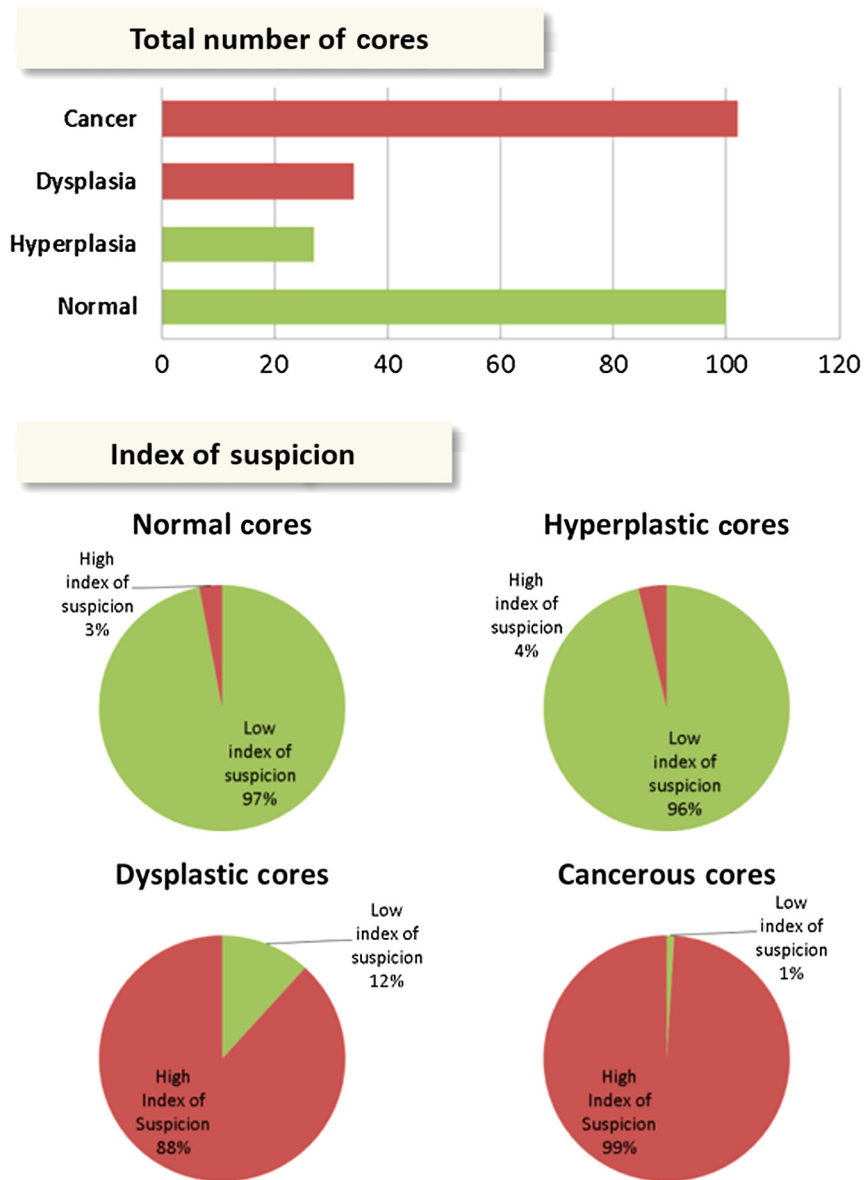 Total number of cores
Cancer
Dysplasia
Hyperplasia
Normal
0 20 40 60 80 100 120
Index of suspicion
Normal cores
High
index of
suspicion
3%
Low
index of
suspicion
97%
Hyperplastic cores
High
index of
suspicion
4%
Low
index of
suspicion
96%
Dysplastic cores
Low
index of
suspicion
12%
High
Index of
Suspicion
88%
Cancerous cores
Low
index of
suspicion
1%
High
Index of
Suspicion
99%